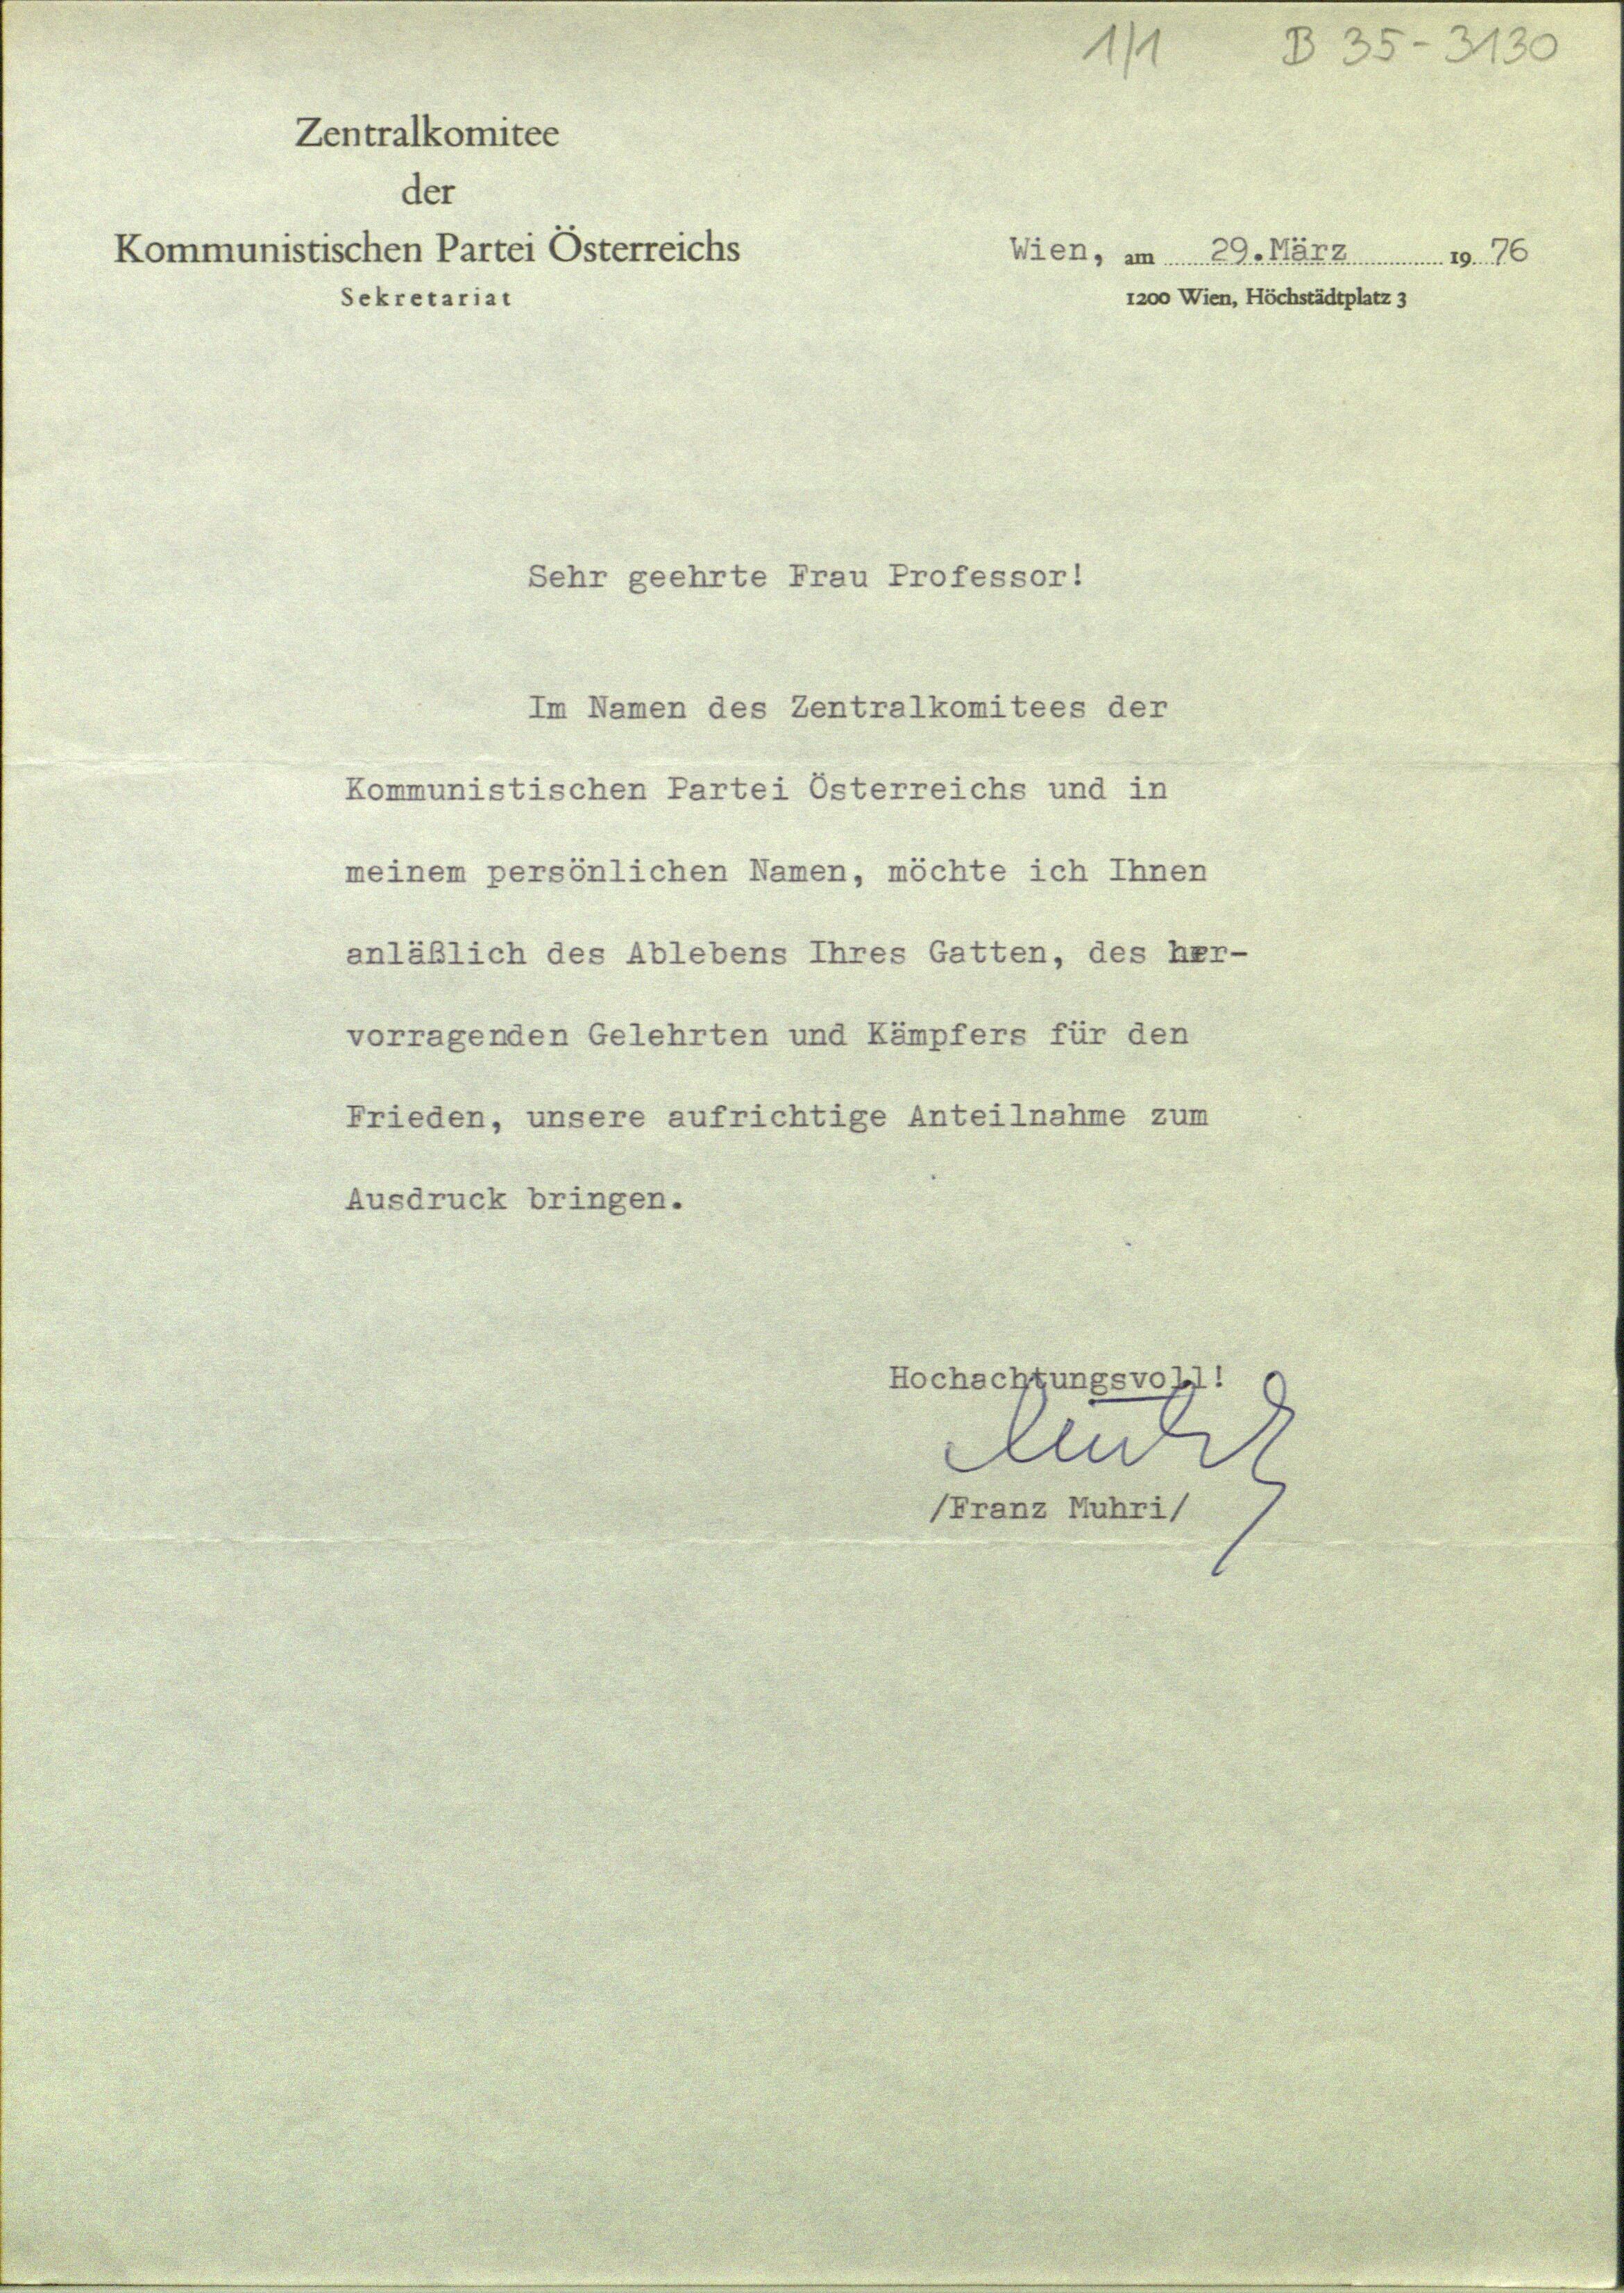 1/1 B 35-3130
Zentralkomitee
der
Kommunistischen Partei Österreichs
Sekretariat
Wien, am 29.März 1976
1200 Wien, Höchstädtplatz 3
Sehr geehrte Frau Professor!
Im Namen des Zentralkomitees der
Kommunistischen Partei Österreichs und in
meinem persönlichen Namen, möchte ich Ihnen
anläßlich des Ablebens Ihres Gatten, des her-
vorragenden Gelehrten und Kämpfers für den
Frieden, unsere aufrichtige Anteilnahme zum
Ausdruck bringen.
Hochachtungsvoll!
Muhri
/Franz Muhri/